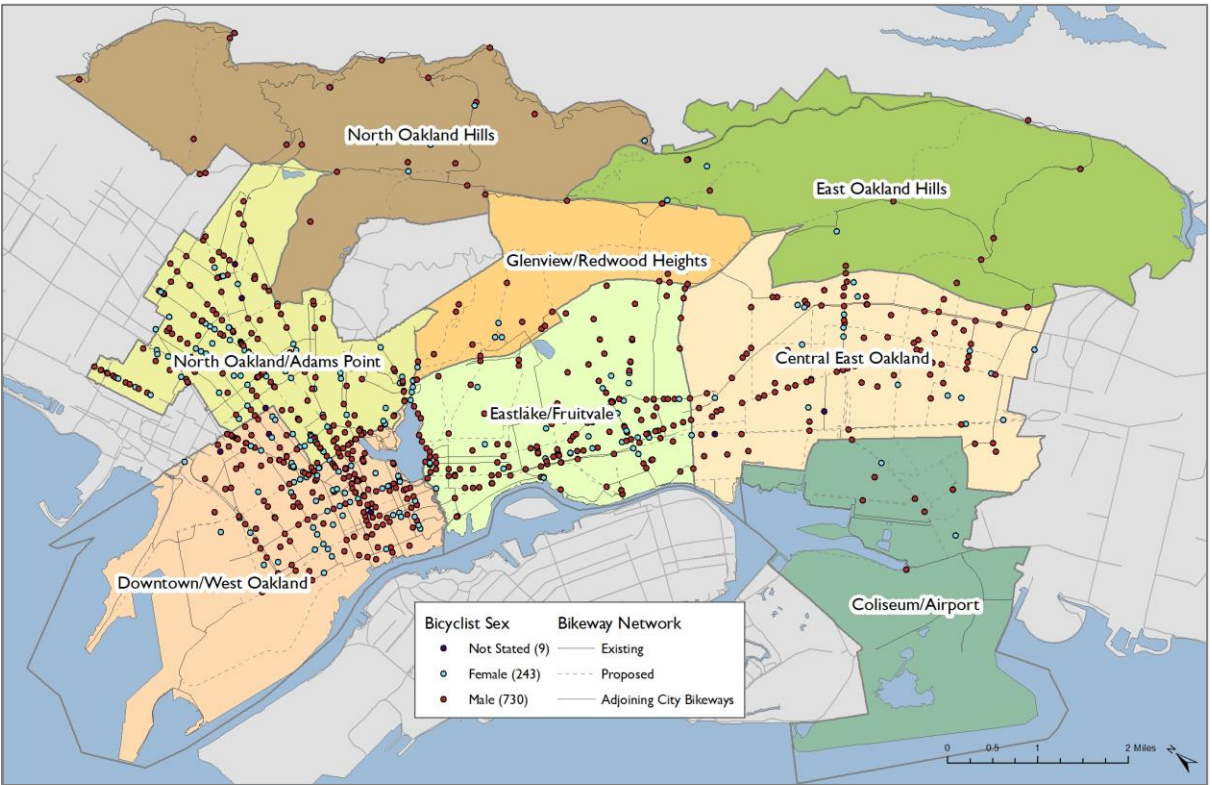 North Oakland Hills
East Oakland Hills
Glenview/Redwood Heights
North Oakland/Adams Point
Central East Oakland
Eastlake/Fruitvale
Downtown/West Oakland
Coliseum/Airport
Bicyclist Sex
Not Stated (9)
Female (243)
Male (730)
Bikeway Network
Existing
Proposed
Adjoining City Bikeways
0 0.5 1 2 Miles
N